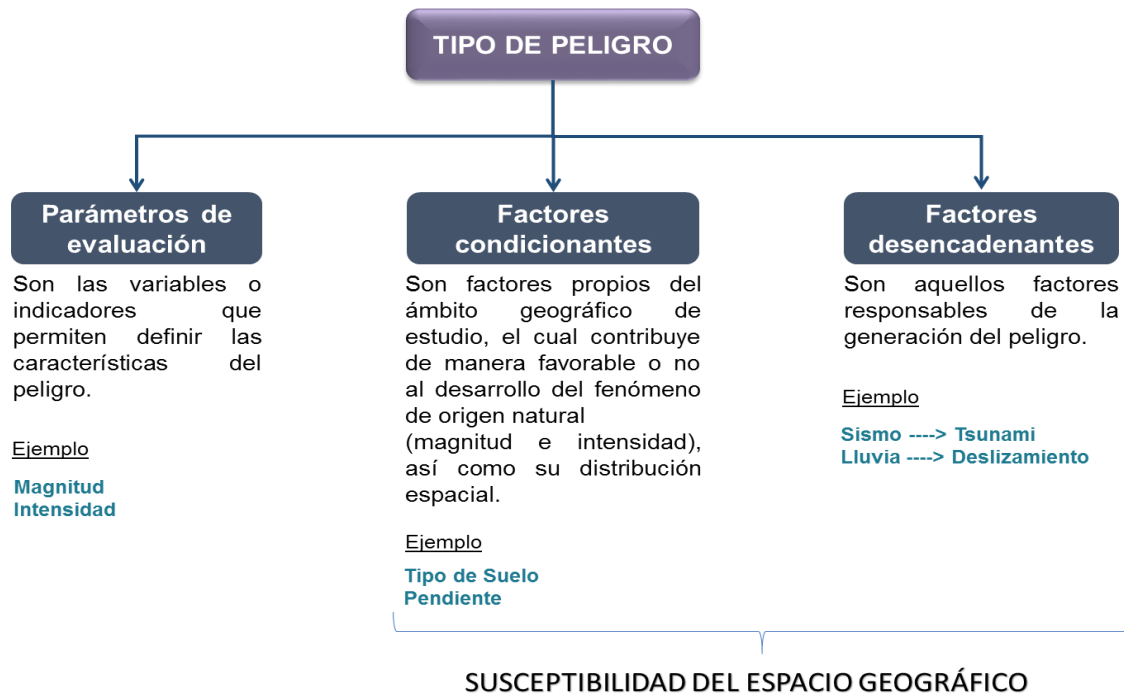 TIPO DE PELIGRO
Parámetros de
evaluación
Son las variables o
indicadores que
permiten definir las
características del
peligro.
Ejemplo
Magnitud
Intensidad
Factores
condicionantes
Son factores propios del
ámbito geográfico de
estudio, el cual contribuye
de manera favorable o no
al desarrollo del fenómeno
de origen natural
(magnitud e intensidad),
así como su distribución
espacial.
Ejemplo
Tipo de Suelo
Pendiente
Factores
desencadenantes
Son aquellos factores
responsables de la
generación del peligro.
Ejemplo
Sismo ----> Tsunami
Lluvia ----> Deslizamiento
SUSCEPTIBILIDAD DEL ESPACIO GEOGRÁFICO